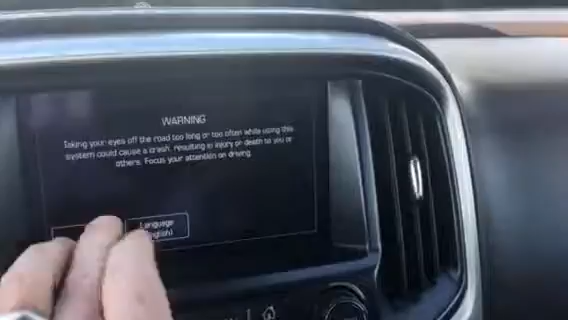 WARNING
Taking your eyes off the road too long or too often while using this
system could cause a crash, resulting in injury or death to you or
others. Focus your attention on driving.
Language